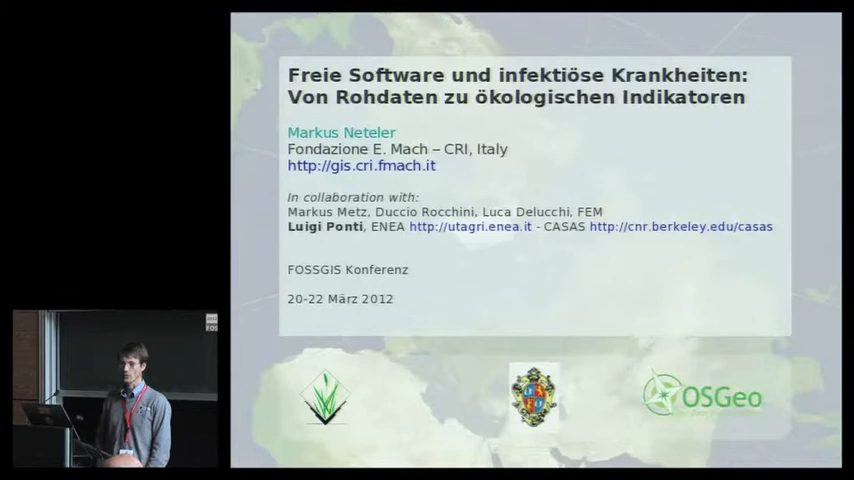 Freie Software und infektiöse Krankheiten:
Von Rohdaten zu ökologischen Indikatoren
Markus Neteler
Fondazione E. Mach – CRI, Italy
http://gis.cri.fmach.it
In collaboration with:
Markus Metz, Duccio Rocchini, Luca Delucchi, FEM
Luigi Ponti, ENEA http://utagri.enea.it - CASAS http://cnr.berkeley.edu/casas
FOSSGIS Konferenz
20-22 März 2012
OSGeo